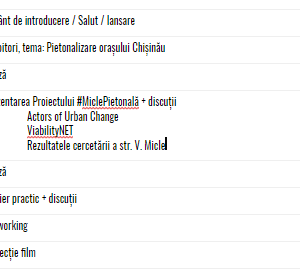 ânt de introducere / Salut / lansare
oitori, tema: Pietonalizare orașului Chișinău
ză
entarea Proiectului #MiclePietonală + discuții
Actors of Urban Change
ViabilityNET
Rezultatele cercetării a str. V. Micle
ză
ier practic + discuții
working
ecție film